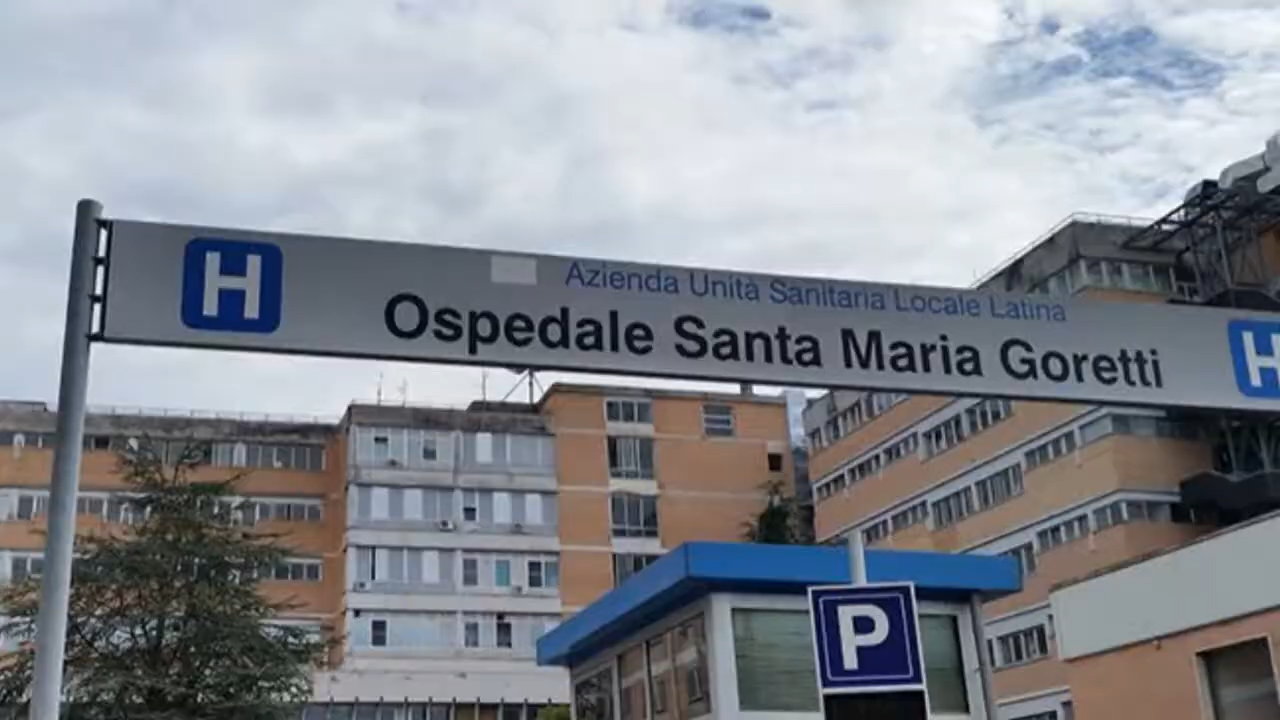 H
Azienda Unità Sanitaria Locale Latina
Ospedale Santa Maria Goretti
H
P